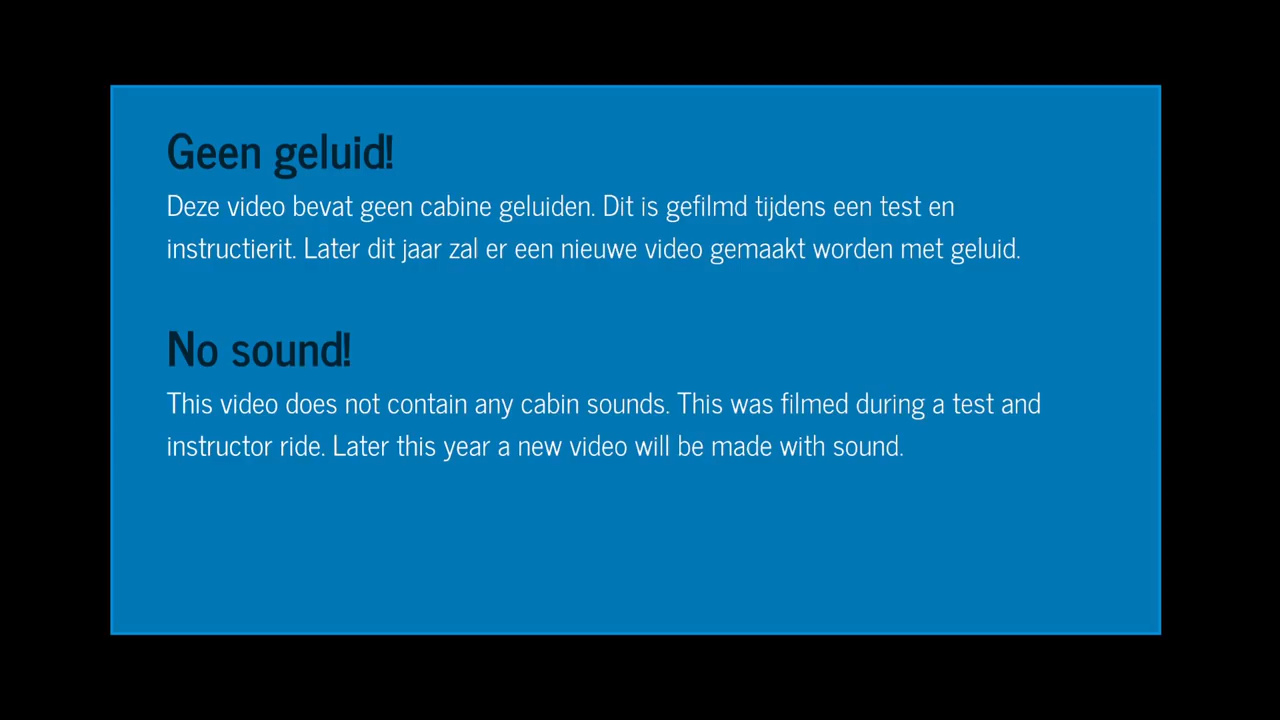 Geen geluid!
Deze video bevat geen cabine geluiden. Dit is gefilmd tijdens een test en
instructierit. Later dit jaar zal er een nieuwe video gemaakt worden met geluid.
No sound!
This video does not contain any cabin sounds. This was filmed during a test and
instructor ride. Later this year a new video will be made with sound.